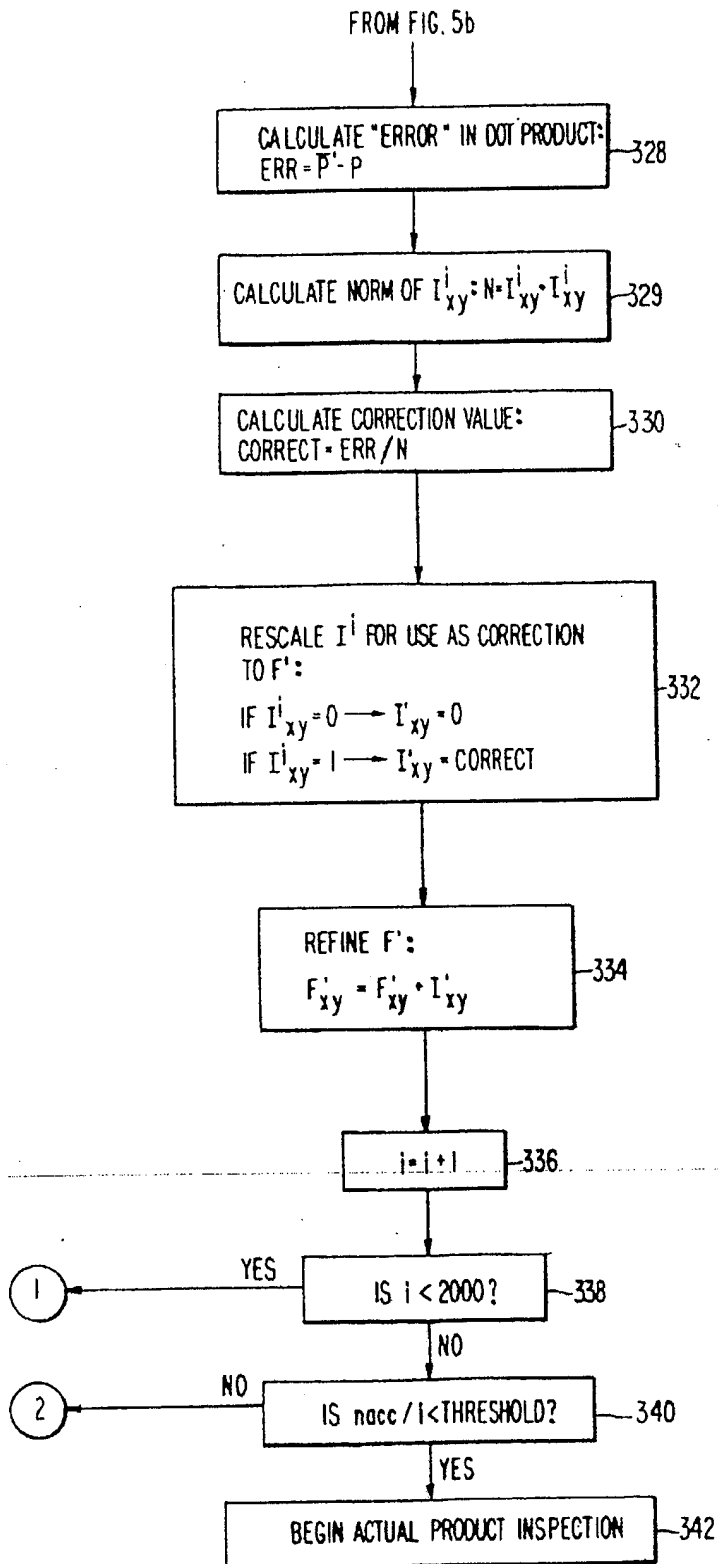 FROM FIG. 5b
CALCULATE "ERROR" IN DOT PRODUCT:
ERR = P̅' - P
328
CALCULATE NORM OF I^i_xy : N = I^i_xy · I^i_xy
329
CALCULATE CORRECTION VALUE:
CORRECT = ERR / N
330
RESCALE I^i FOR USE AS CORRECTION
TO F':
IF I^i_xy = 0 → I'_xy = 0
IF I^i_xy = 1 → I'_xy = CORRECT
332
REFINE F':
F'_xy = F'_xy + I'_xy
334
i = i + 1
336
YES
1
IS i < 2000?
338
NO
NO
2
IS nacc / i < THRESHOLD?
340
YES
BEGIN ACTUAL PRODUCT INSPECTION
342